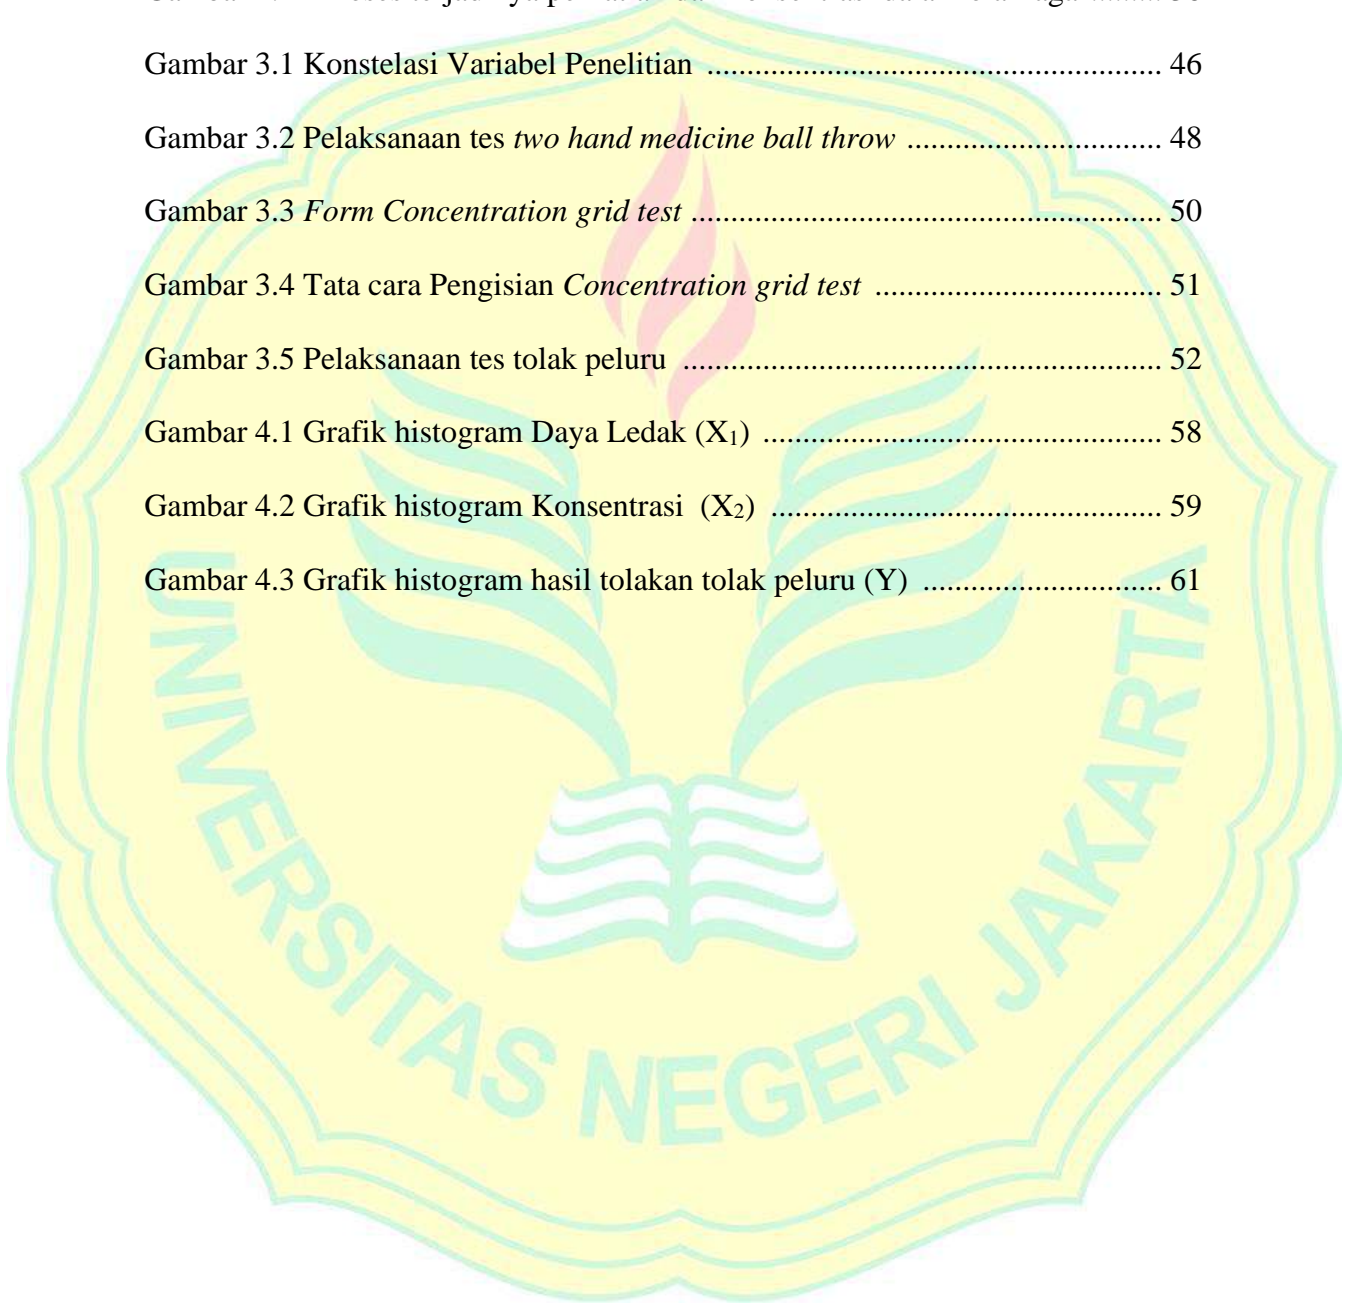 Gambar 3.1 Konstelasi Variabel Penelitian ......................................................... 46
Gambar 3.2 Pelaksanaan tes two hand medicine ball throw ................................ 48
Gambar 3.3 Form Concentration grid test ........................................................... 50
Gambar 3.4 Tata cara Pengisian Concentration grid test .................................... 51
Gambar 3.5 Pelaksanaan tes tolak peluru ............................................................ 52
Gambar 4.1 Grafik histogram Daya Ledak (X₁) .................................................. 58
Gambar 4.2 Grafik histogram Konsentrasi (X₂) ................................................. 59
Gambar 4.3 Grafik histogram hasil tolakan tolak peluru (Y) .............................. 61
UNIVERSITAS NEGERI JAKARTA